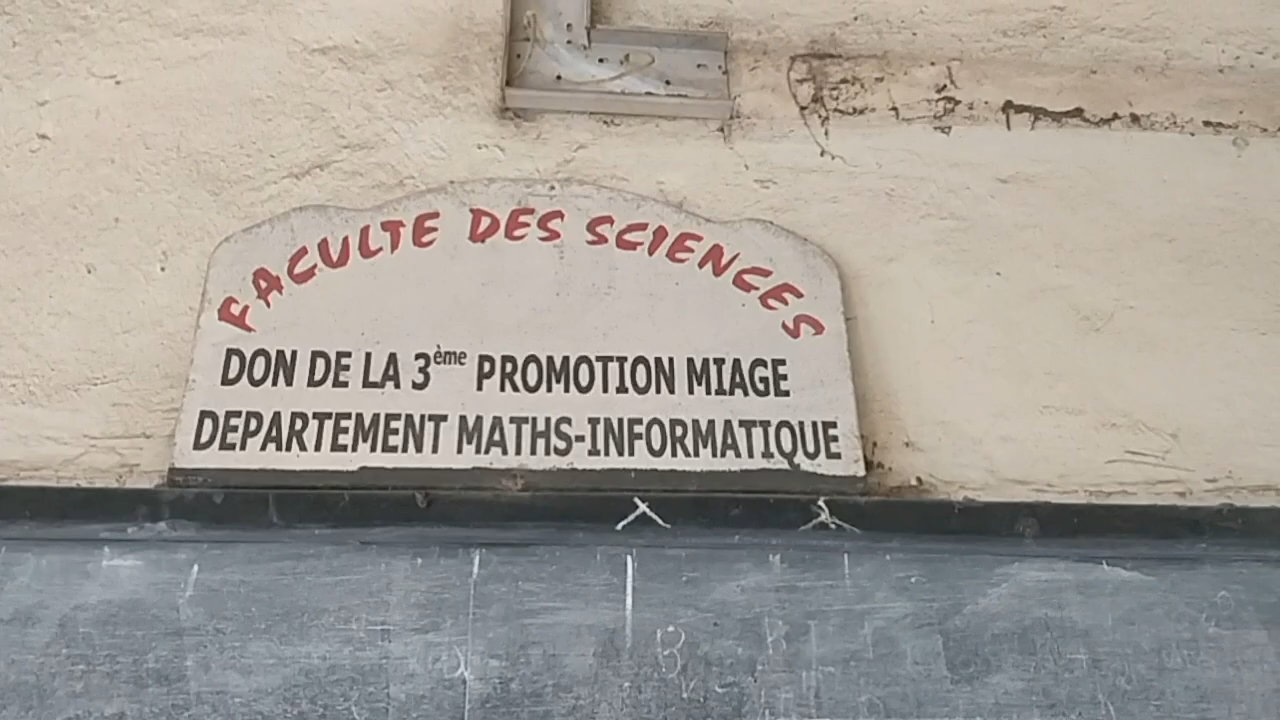 FACULTE DES SCIENCES
DON DE LA 3ème PROMOTION MIAGE
DEPARTEMENT MATHS-INFORMATIQUE